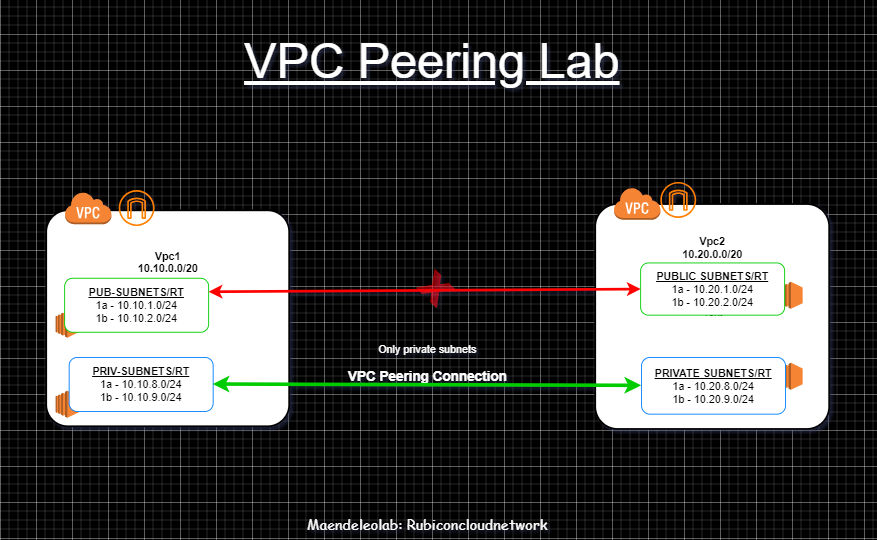 VPC Peering Lab
VPC
Vpc1
10.10.0.0/20
PUB-SUBNETS/RT
1a - 10.10.1.0/24
1b - 10.10.2.0/24
PRIV-SUBNETS/RT
1a - 10.10.8.0/24
1b - 10.10.9.0/24
Only private subnets
VPC Peering Connection
VPC
Vpc2
10.20.0.0/20
PUBLIC SUBNETS/RT
1a - 10.20.1.0/24
1b - 10.20.2.0/24
PRIVATE SUBNETS/RT
1a - 10.20.8.0/24
1b - 10.20.9.0/24
Maendeleolab: Rubiconcloudnetwork